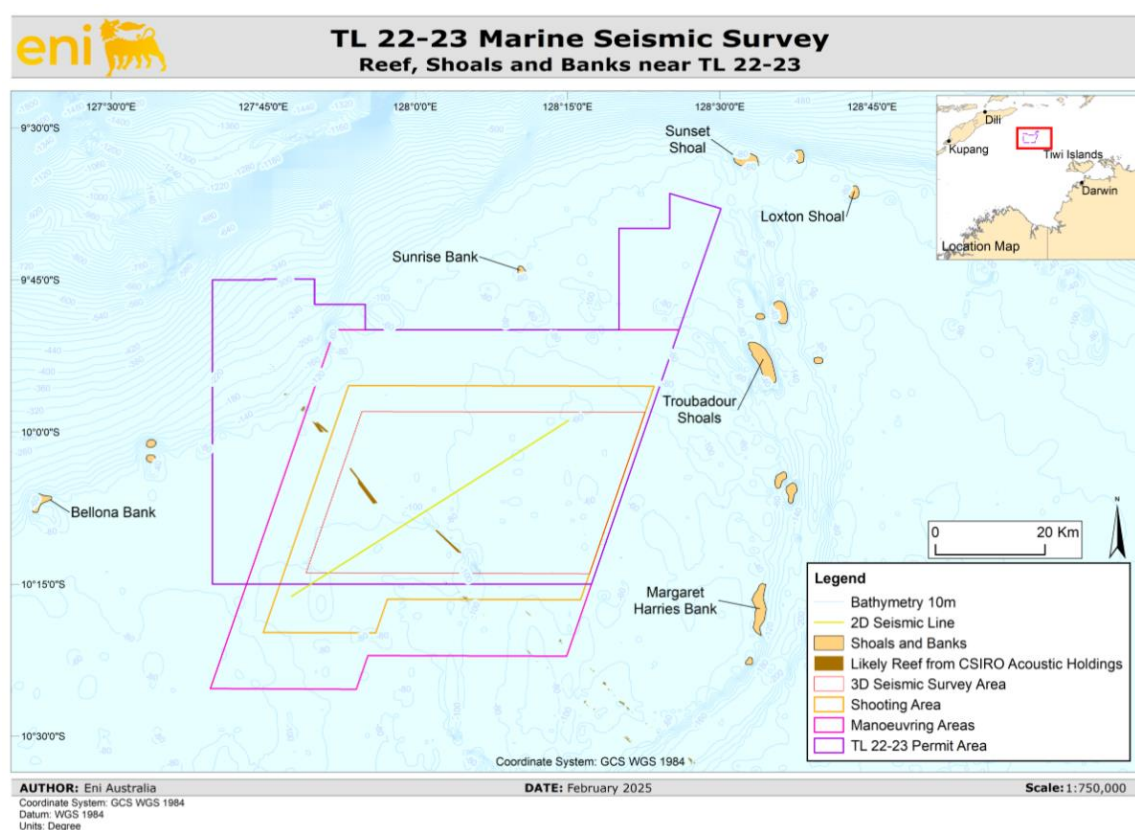 eni
TL 22-23 Marine Seismic Survey
Reef, Shoals and Banks near TL 22-23
127°30'0"E
127°45'0"E
128°0'0"E
128°15'0"E
128°30'0"E
128°45'0"E
9°30'0"S
9°45'0"S
10°0'0"S
10°15'0"S
10°30'0"S
Sunset
Shoal
Loxton Shoal
Sunrise Bank
Troubadour
Shoals
Bellona Bank
Margaret
Harries Bank
Dili
Kupang
Tiwi Islands
Darwin
Location Map
N
0 20 Km
Legend
Bathymetry 10m
2D Seismic Line
Shoals and Banks
Likely Reef from CSIRO Acoustic Holdings
3D Seismic Survey Area
Shooting Area
Manoeuvring Areas
TL 22-23 Permit Area
Coordinate System: GCS WGS 1984
AUTHOR: Eni Australia
DATE: February 2025
Scale:1:750,000
Coordinate System: GCS WGS 1984
Datum: WGS 1984
Units: Degree